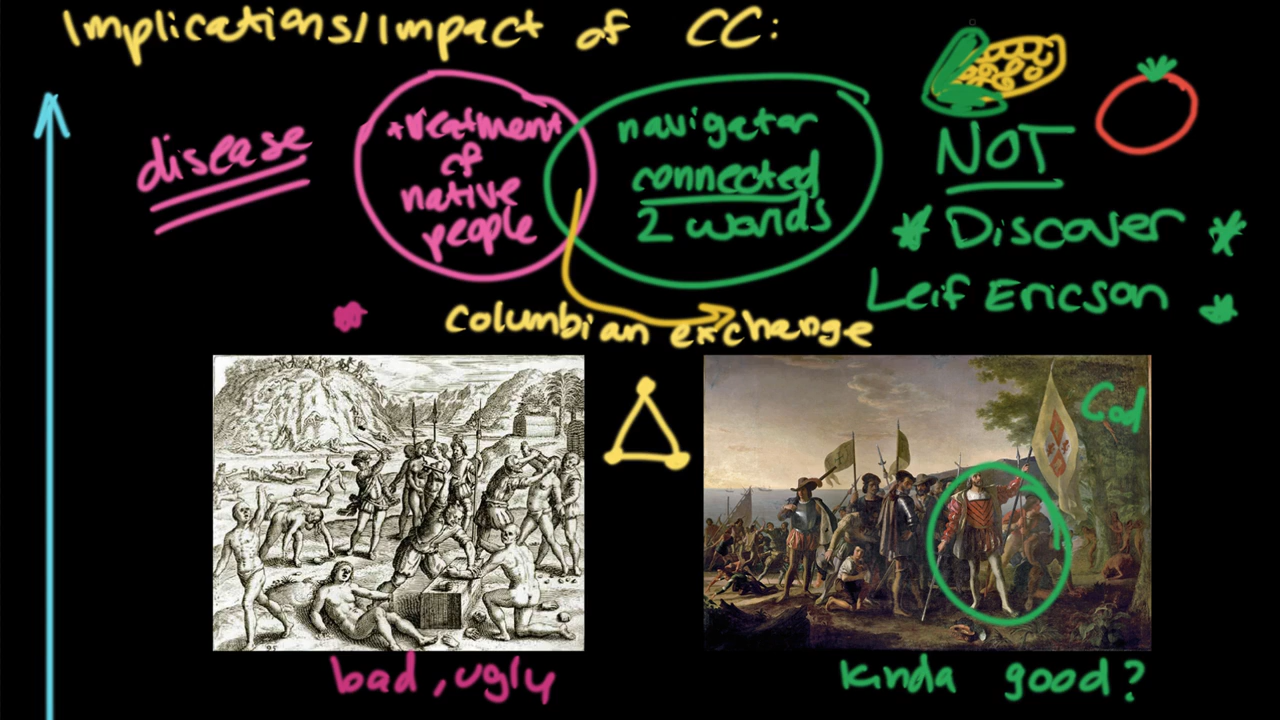 Implications/Impact of CC:
disease
treatment
of
native
people
navigator
connected
2 worlds
NOT
* Discover *
Leif Ericson *
Columbian exchange
bad, ugly
kinda good?